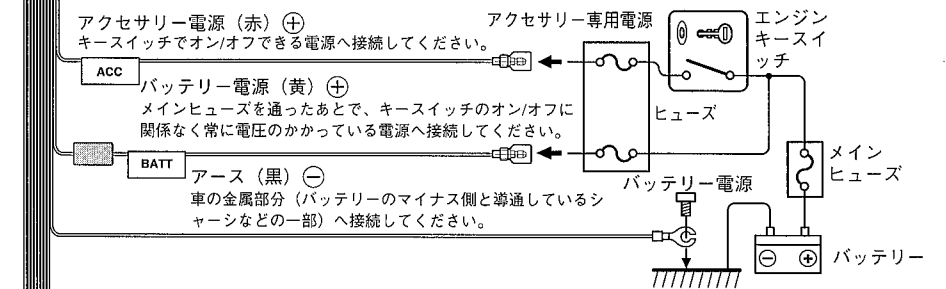 アクセサリー電源（赤）⊕
キースイッチでオン/オフできる電源へ接続してください。
ACC
アクセサリー専用電源
エンジン
キースイ
ッチ
バッテリー電源（黄）⊕
メインヒューズを通ったあとで、キースイッチのオン/オフに
関係なく常に電圧のかかっている電源へ接続してください。
ヒューズ
BATT
メイン
ヒューズ
アース（黒）⊖
車の金属部分（バッテリーのマイナス側と導通しているシ
ャーシなどの一部）へ接続してください。
バッテリー電源
⊖ ⊕
バッテリー